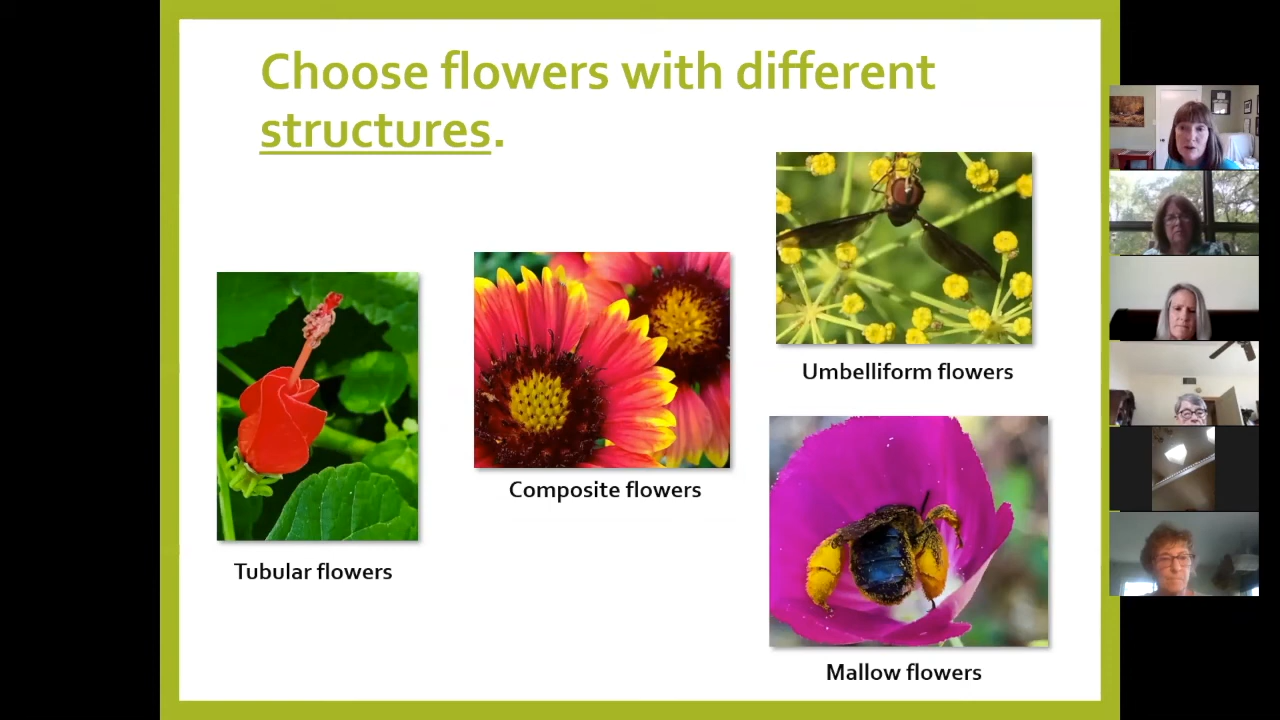 Choose flowers with different
structures.
Umbelliform flowers
Composite flowers
Tubular flowers
Mallow flowers